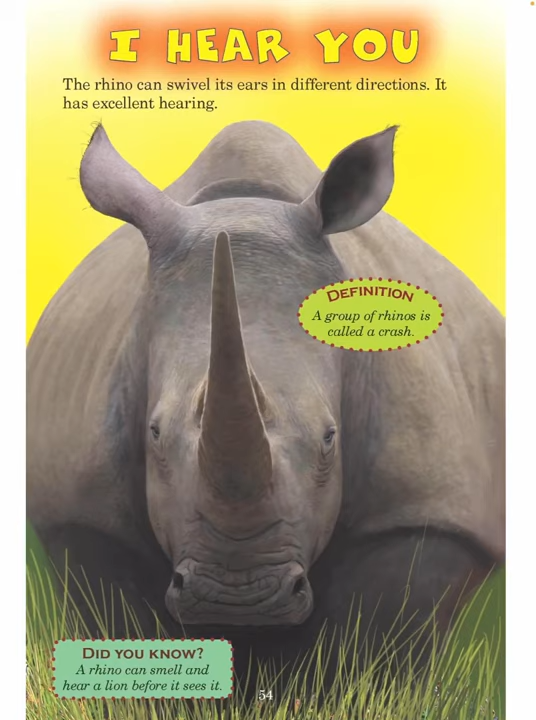 I HEAR YOU
The rhino can swivel its ears in different directions. It
has excellent hearing.
DEFINITION
A group of rhinos is
called a crash.
DID YOU KNOW?
A rhino can smell and
hear a lion before it sees it.
54